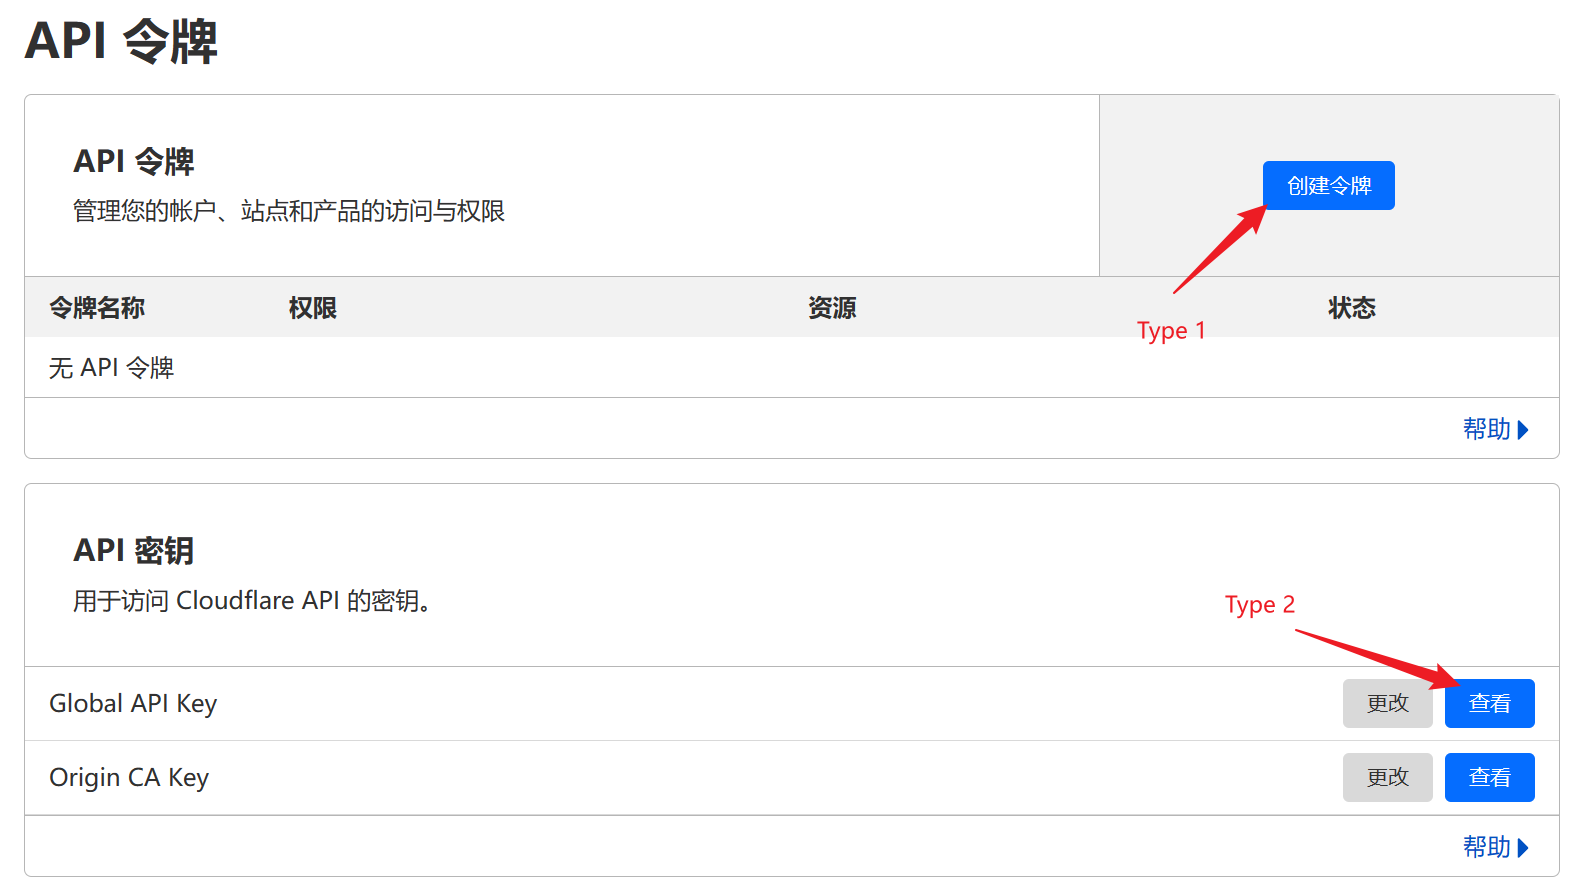 API 令牌
API 令牌
管理您的帐户、站点和产品的访问与权限
创建令牌
Type 1
令牌名称 权限 资源 状态
无 API 令牌
帮助
API 密钥
用于访问 Cloudflare API 的密钥。
Type 2
Global API Key 更改 查看
Origin CA Key 更改 查看
帮助